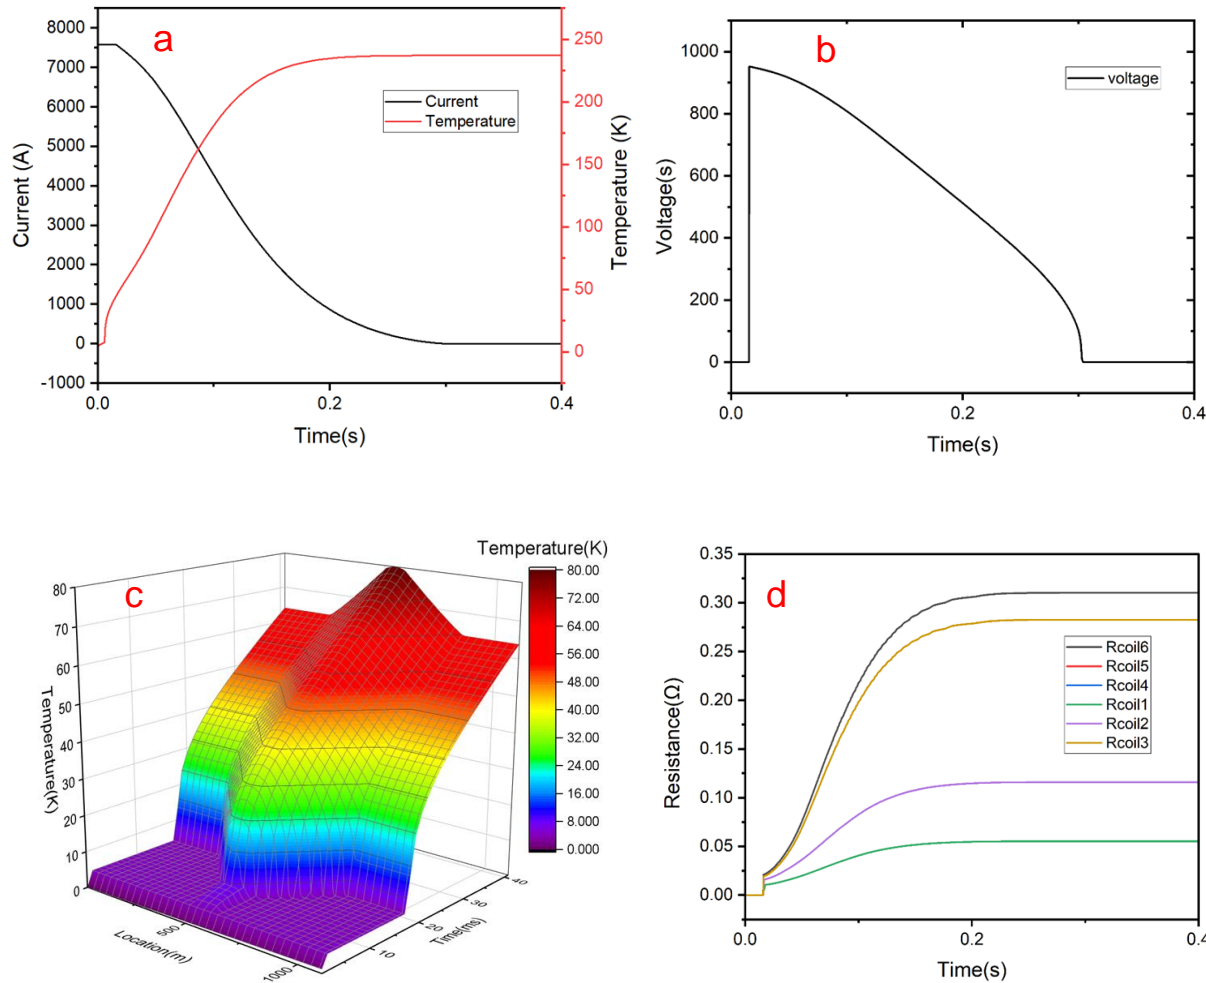 a
8000
7000
6000
5000
4000
3000
2000
1000
0
-1000
Current (A)
0.0
0.2
0.4
Time(s)
250
200
150
100
50
0
Temperature (K)
Current
Temperature
b
1000
800
600
400
200
0
Voltage(s)
0.0
0.2
0.4
Time(s)
voltage
c
Temperature(K)
80.00
72.00
64.00
56.00
48.00
40.00
32.00
24.00
16.00
8.000
0.000
80
70
60
50
40
30
20
10
0
Temperature(K)
500
1000
Location(m)
10
20
30
40
Time(ms)
d
0.35
0.30
0.25
0.20
0.15
0.10
0.05
0.00
Resistance(Ω)
0.0
0.2
0.4
Time(s)
Rcoil6
Rcoil5
Rcoil4
Rcoil1
Rcoil2
Rcoil3